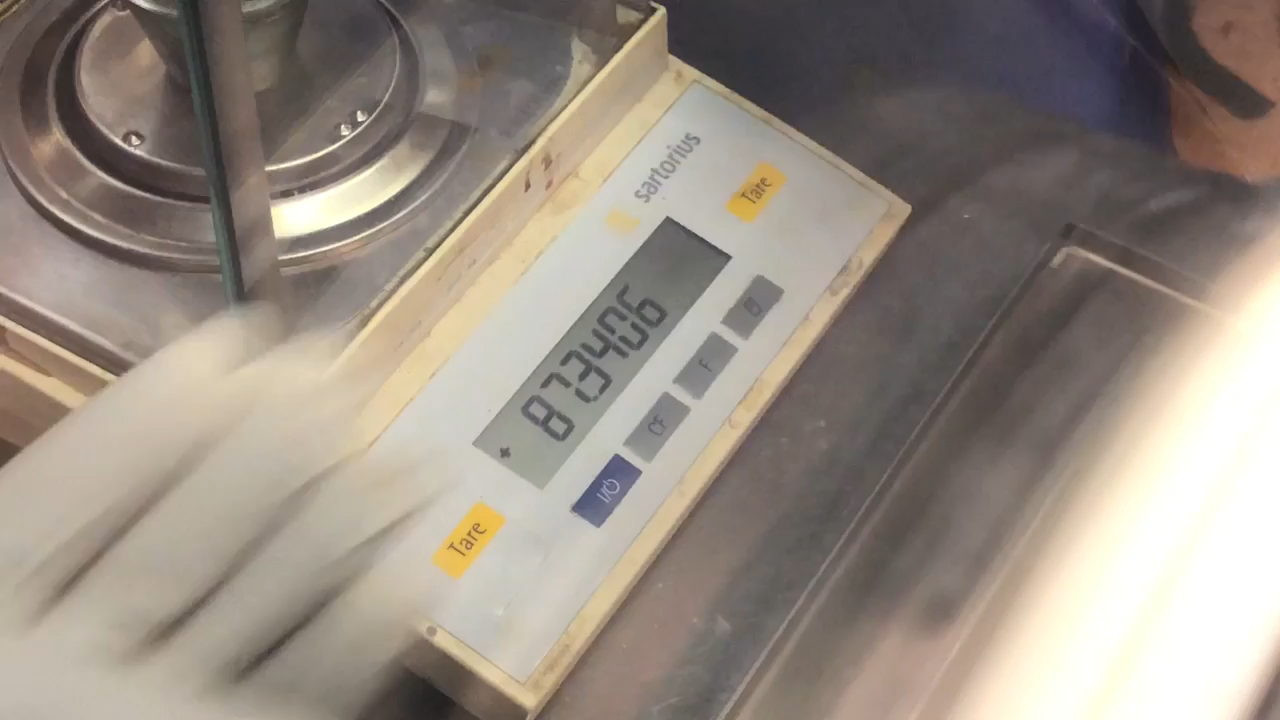 sartorius
Tare
+ 873406
I/⏻ CF F
Tare